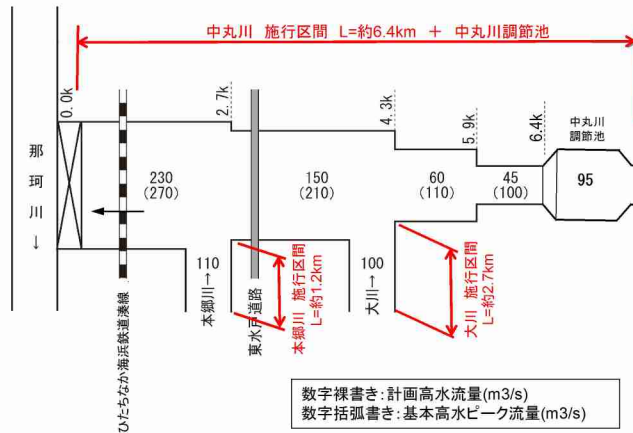 中丸川 施行区間 L=約6.4km + 中丸川調節池
0.0k
2.7k
4.3k
5.9k
6.4k
中丸川
調節池
那珂川↓
230
(270)
150
(210)
60
(110)
45
(100)
95
110
本郷川→
100
大川→
ひたちなか海浜鉄道湊線
東水戸道路
本郷川 施行区間
L=約1.2km
大川 施行区間
L=約2.7km
数字裸書き:計画高水流量(m3/s)
数字括弧書き:基本高水ピーク流量(m3/s)